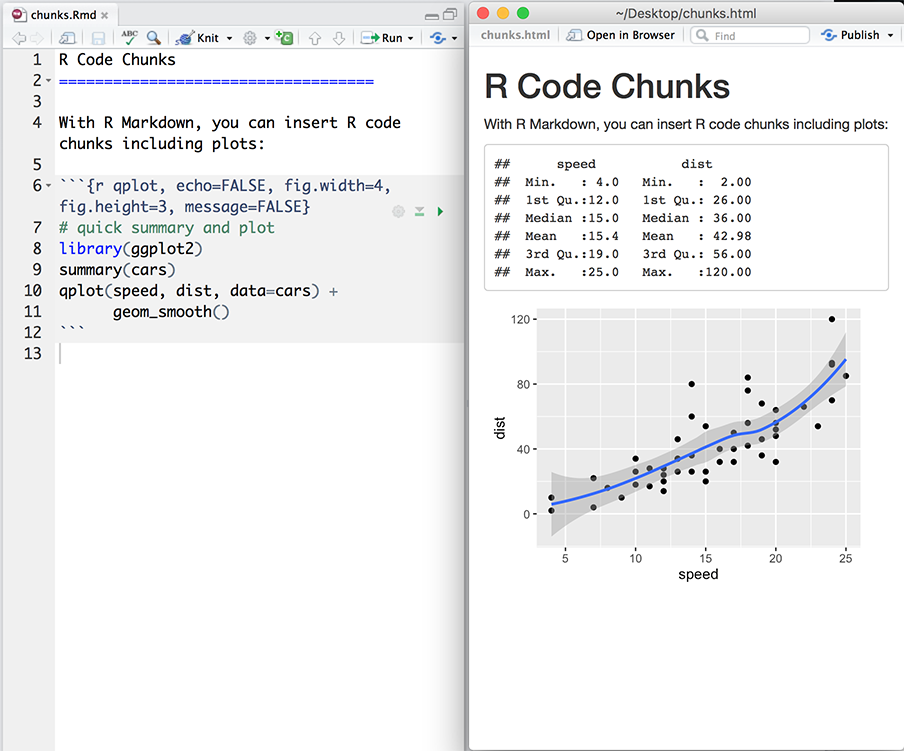 chunks.Rmd
ABC
Knit
Run
1 R Code Chunks
2 ===================================
3
4 With R Markdown, you can insert R code
chunks including plots:
5
6 ```{r qplot, echo=FALSE, fig.width=4,
fig.height=3, message=FALSE}
7 # quick summary and plot
8 library(ggplot2)
9 summary(cars)
10 qplot(speed, dist, data=cars) +
11 geom_smooth()
12 ```
13
~/Desktop/chunks.html
chunks.html Open in Browser Find Publish
R Code Chunks
With R Markdown, you can insert R code chunks including plots:
## speed dist
## Min. : 4.0 Min. : 2.00
## 1st Qu.:12.0 1st Qu.: 26.00
## Median :15.0 Median : 36.00
## Mean :15.4 Mean : 42.98
## 3rd Qu.:19.0 3rd Qu.: 56.00
## Max. :25.0 Max. :120.00
120
80
40
0
dist
5 10 15 20 25
speed